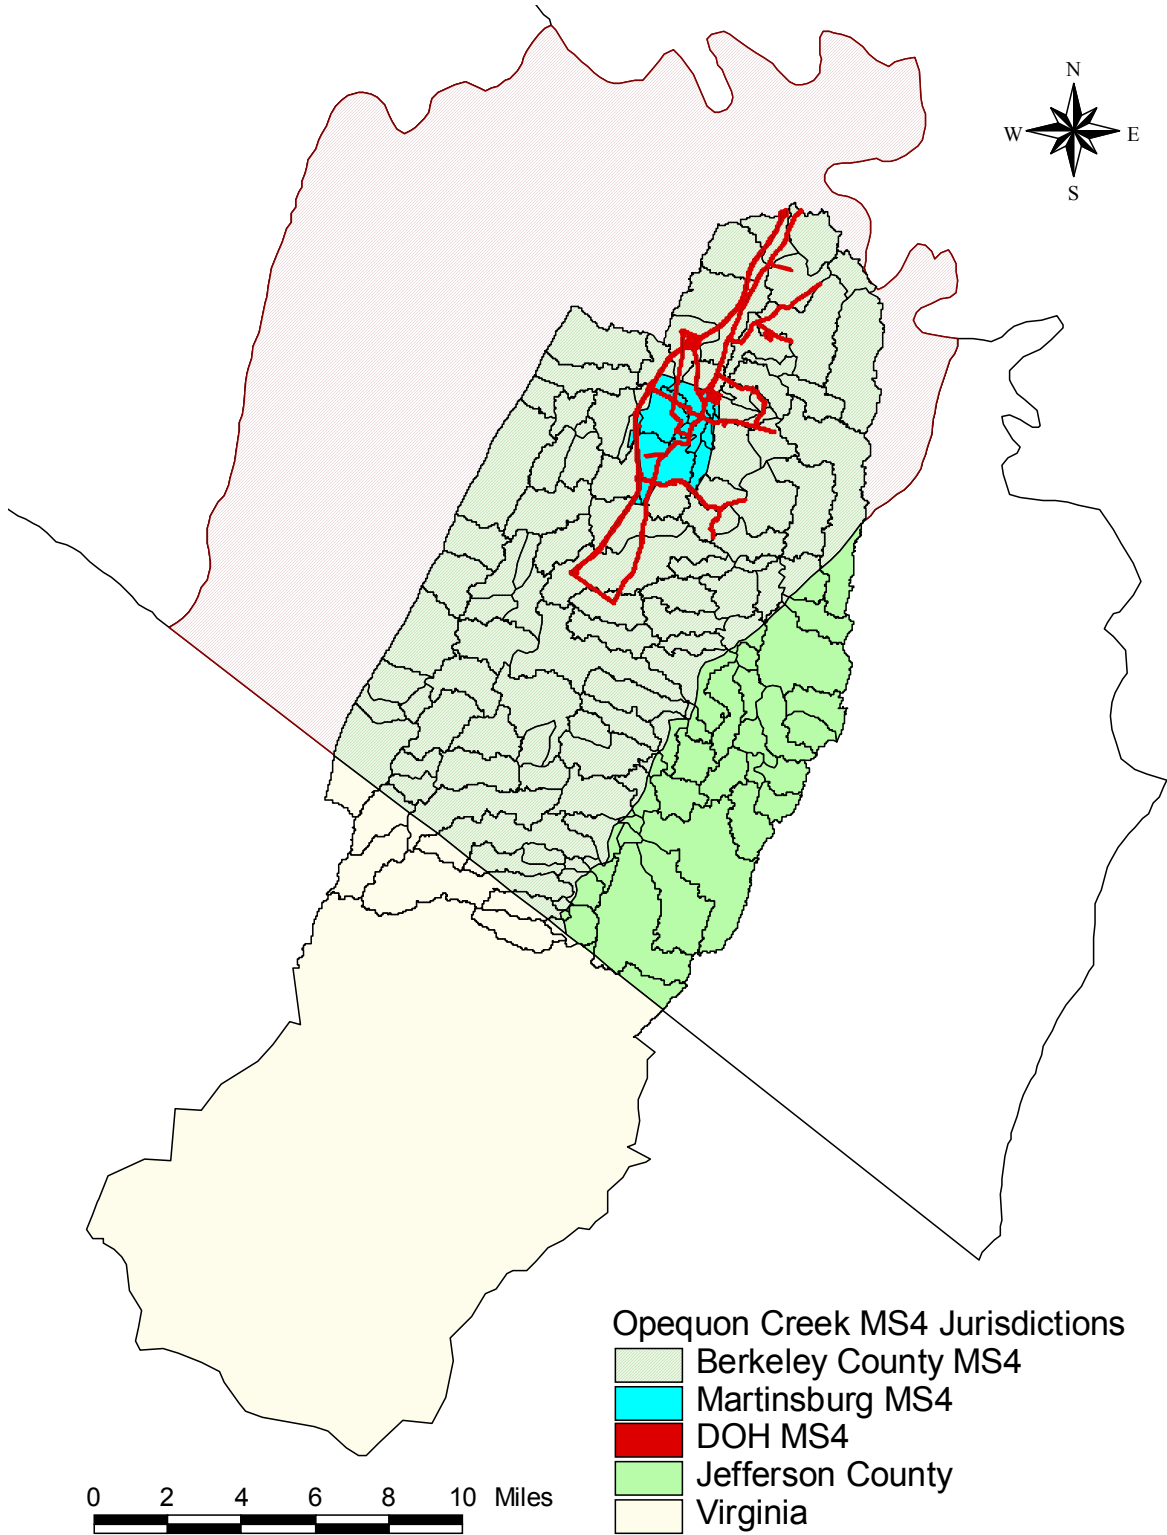 N
W E
S
Opequon Creek MS4 Jurisdictions
Berkeley County MS4
Martinsburg MS4
DOH MS4
Jefferson County
Virginia
0 2 4 6 8 10 Miles